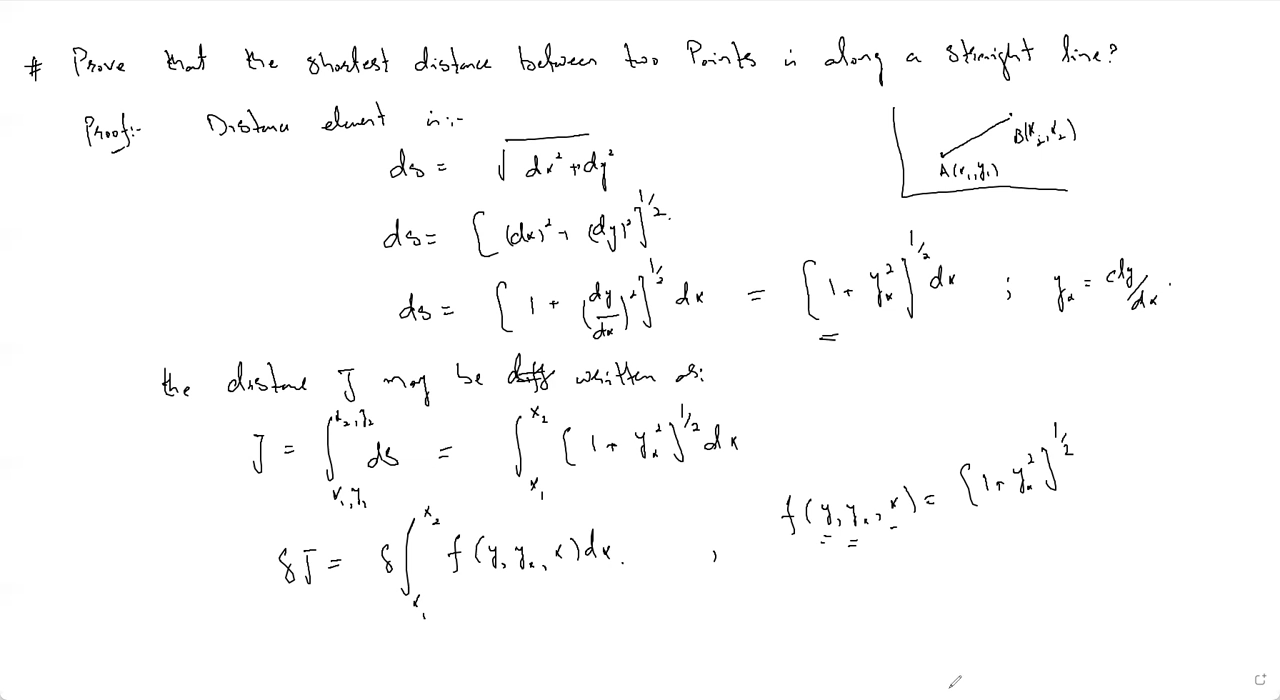 # Prove that the shortest distance between two Points is along a straight line?
Proof:- Distance element is:-
B(x₂, y₂)
A(x₁, y₁)
ds = √(dx² + dy²)
ds = [(dx)² + (dy)²]^1/2.
ds = [1 + (dy/dx)²]^1/2 dx = [1 + yₓ²]^1/2 dx ; yₓ = dy/dx.
the distance J may be written as:
J = ∫_{x₁,y₁}^{x₂,y₂} ds = ∫_{x₁}^{x₂} [1 + yₓ²]^1/2 dx
δJ = δ∫_{x₁}^{x₂} f(y, yₓ, x)dx. , f(y, yₓ, x) = [1 + yₓ²]^1/2